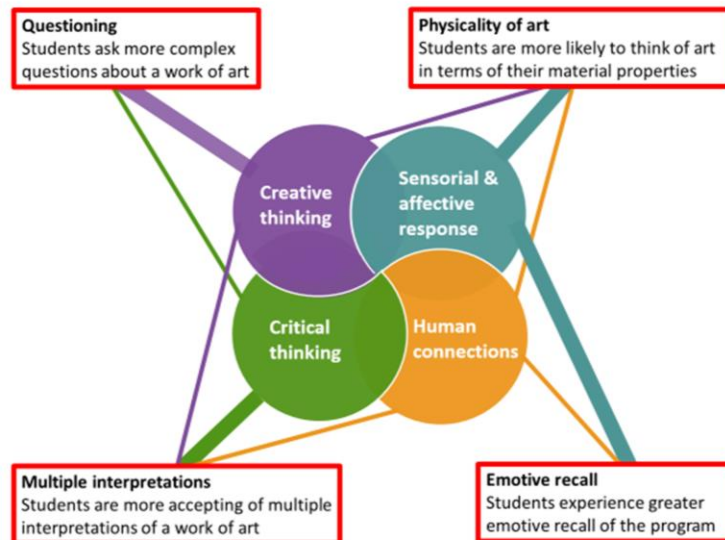 Questioning
Students ask more complex
questions about a work of art
Physicality of art
Students are more likely to think of art
in terms of their material properties
Creative
thinking
Sensorial &
affective
response
Critical
thinking
Human
connections
Multiple interpretations
Students are more accepting of multiple
interpretations of a work of art
Emotive recall
Students experience greater
emotive recall of the program